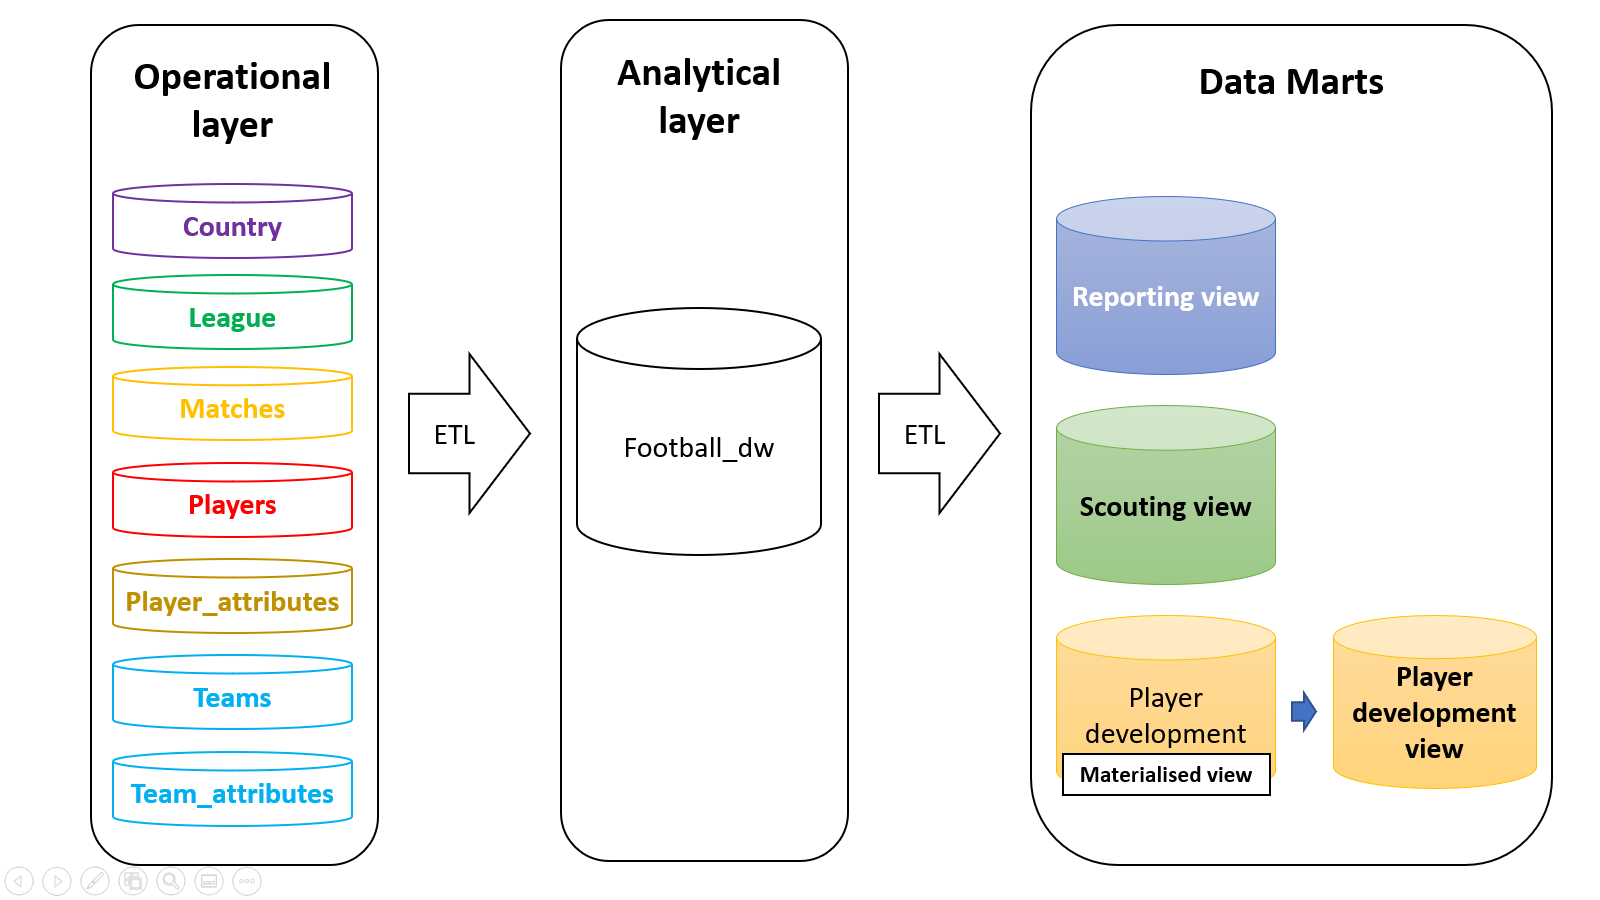 Operational
layer
Country
League
Matches
Players
Player_attributes
Teams
Team_attributes
ETL
Analytical
layer
Football_dw
ETL
Data Marts
Reporting view
Scouting view
Player
development
Materialised view
Player
development
view